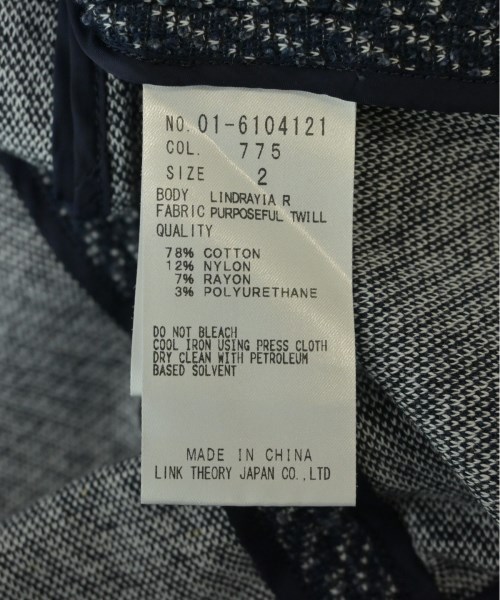 NO. 01-6104121
COL. 775
SIZE 2
BODY LINDRAYIA R
FABRIC PURPOSEFUL TWILL
QUALITY
78% COTTON
12% NYLON
7% RAYON
3% POLYURETHANE
DO NOT BLEACH
COOL IRON USING PRESS CLOTH
DRY CLEAN WITH PETROLEUM
BASED SOLVENT
MADE IN CHINA
LINK THEORY JAPAN CO.,LTD